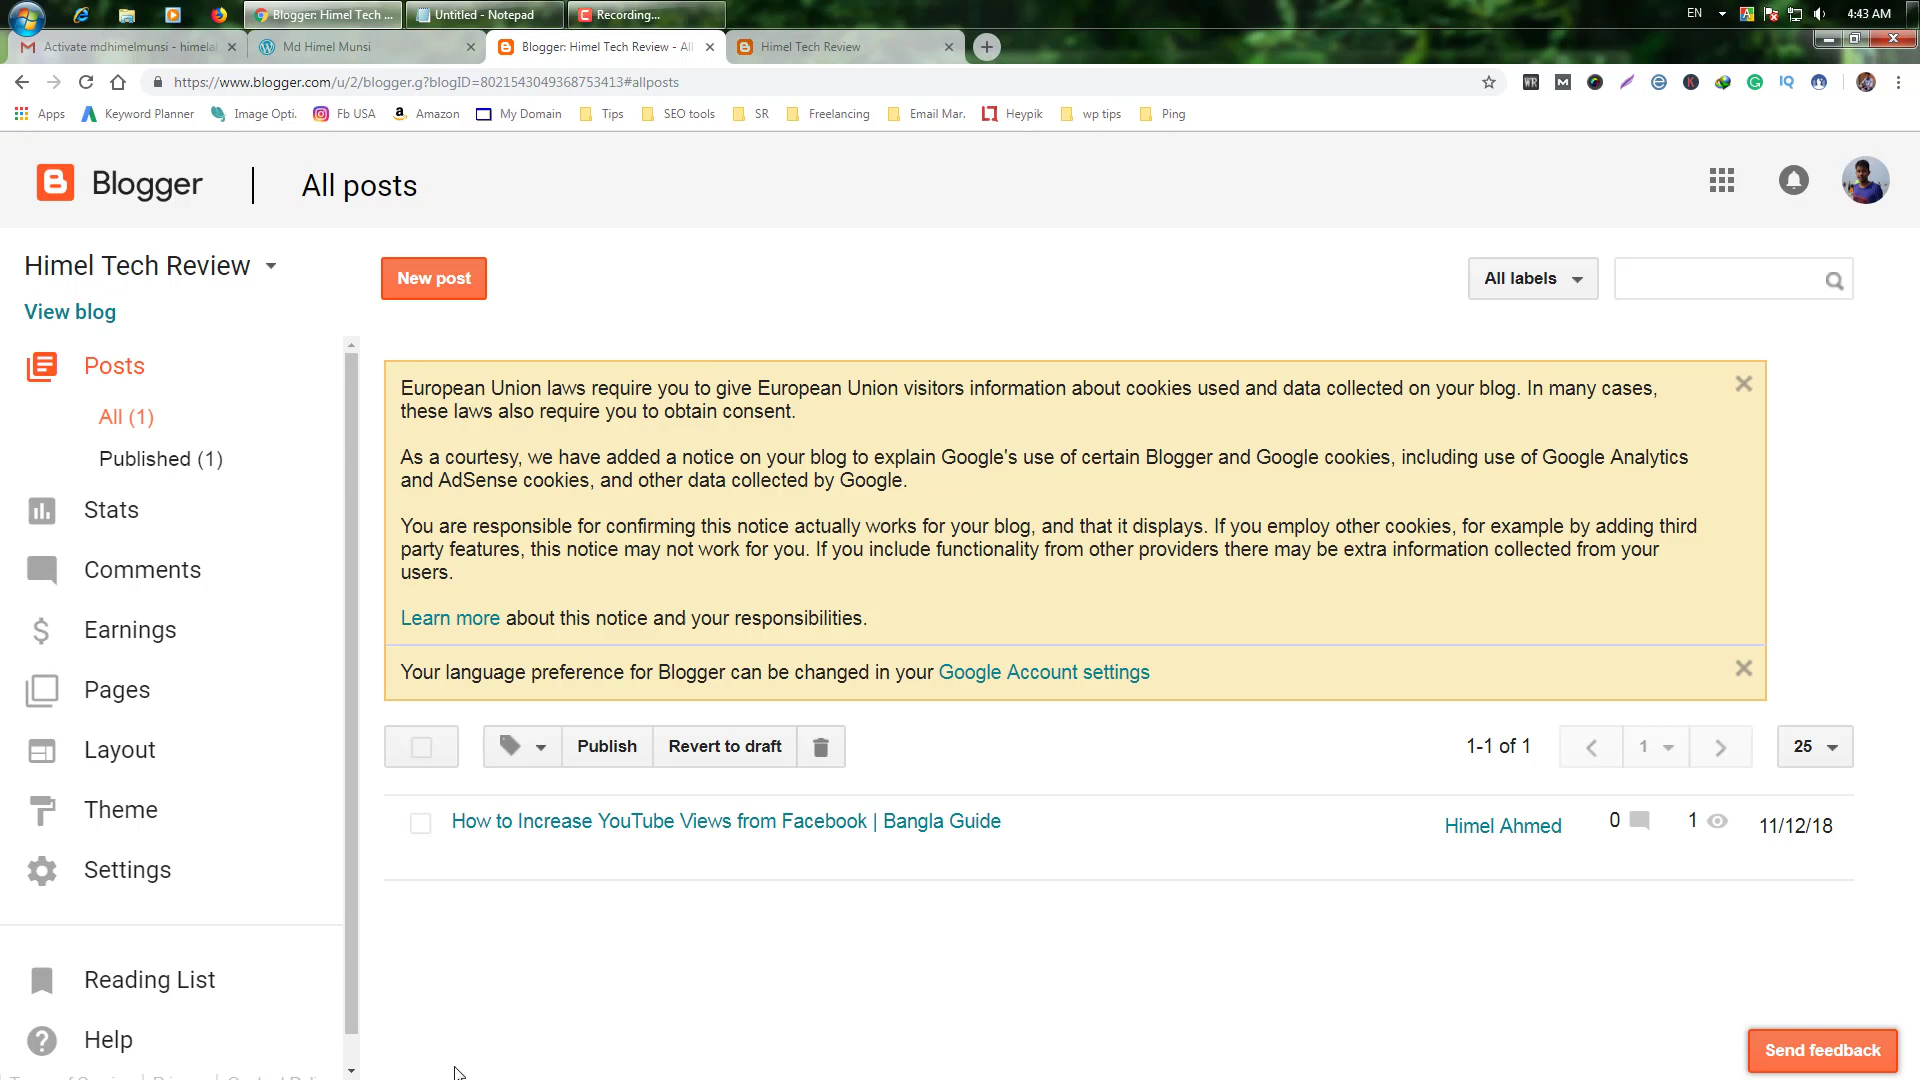 Blogger: Himel Tech ...
Untitled - Notepad
Recording...
EN
4:43 AM
Activate mdhimelmunsi - himela
Md Himel Munsi
Blogger: Himel Tech Review - All
Himel Tech Review
https://www.blogger.com/u/2/blogger.g?blogID=8021543049368753413#allposts
Apps
Keyword Planner
Image Opti.
Fb USA
Amazon
My Domain
Tips
SEO tools
SR
Freelancing
Email Mar.
Heypik
wp tips
Ping
Blogger
All posts
Himel Tech Review
View blog
New post
All labels
Posts
All (1)
Published (1)
Stats
Comments
Earnings
Pages
Layout
Theme
Settings
Reading List
Help
European Union laws require you to give European Union visitors information about cookies used and data collected on your blog. In many cases,
these laws also require you to obtain consent.
As a courtesy, we have added a notice on your blog to explain Google's use of certain Blogger and Google cookies, including use of Google Analytics
and AdSense cookies, and other data collected by Google.
You are responsible for confirming this notice actually works for your blog, and that it displays. If you employ other cookies, for example by adding third
party features, this notice may not work for you. If you include functionality from other providers there may be extra information collected from your
users.
Learn more about this notice and your responsibilities.
Your language preference for Blogger can be changed in your Google Account settings
Publish
Revert to draft
1-1 of 1
1
25
How to Increase YouTube Views from Facebook | Bangla Guide
Himel Ahmed
0
1
11/12/18
Send feedback